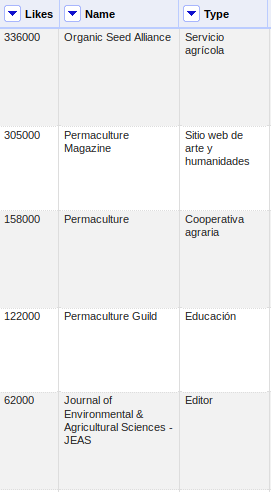 Likes Name Type
336000 Organic Seed Alliance Servicio
agrícola
305000 Permaculture Sitio web de
Magazine arte y
humanidades
158000 Permaculture Cooperativa
agraria
122000 Permaculture Guild Educación
62000 Journal of Editor
Environmental &
Agricultural Sciences -
JEAS